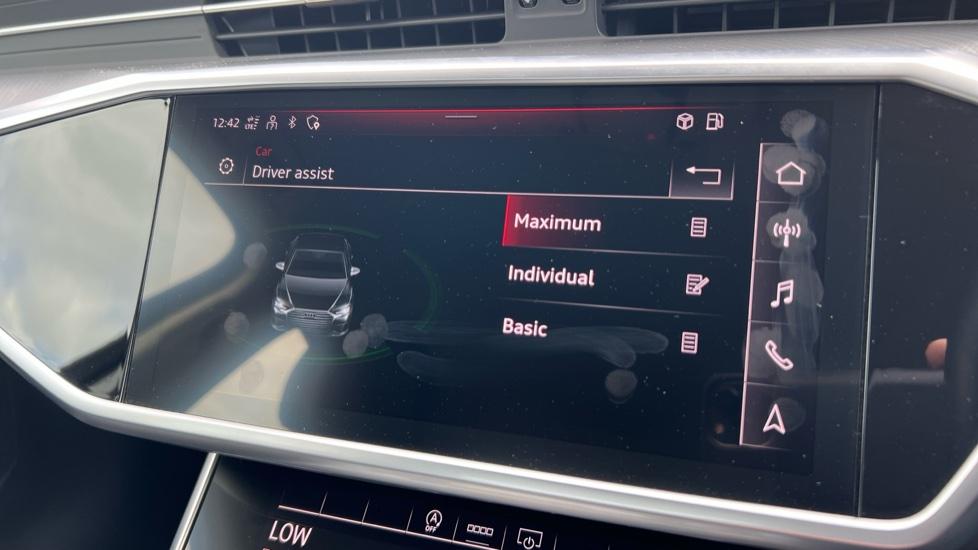 12:42
Car
Driver assist
Maximum
Individual
Basic
A
OFF
LOW